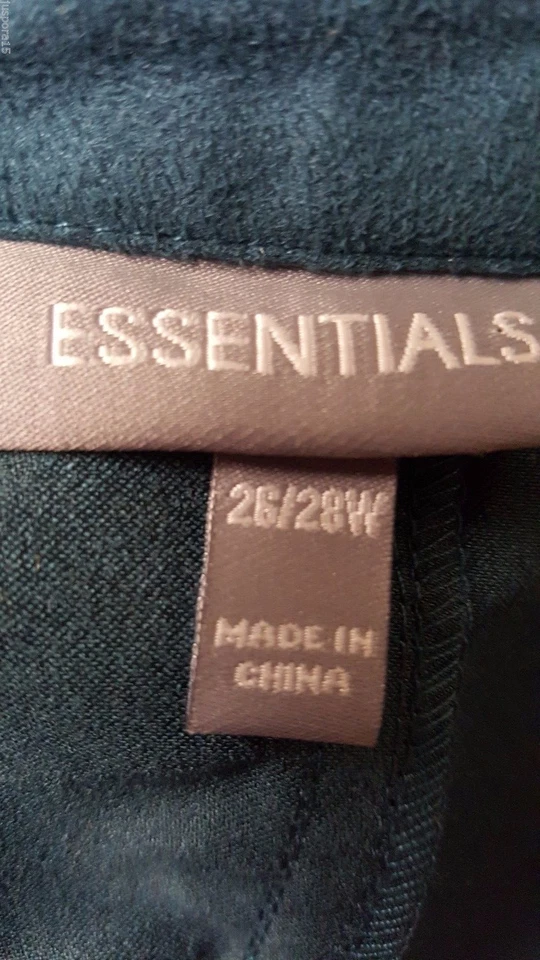 ESSENTIALS
26/28W
MADE IN
CHINA